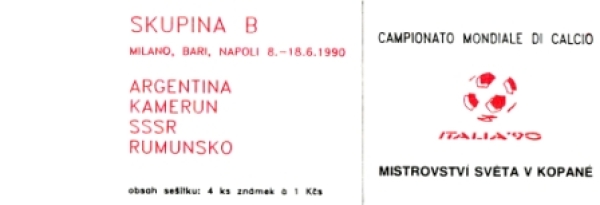 SKUPINA B
MILANO, BARI, NAPOLI 8.–18.6.1990
ARGENTINA
KAMERUN
SSSR
RUMUNSKO
obsah sešitku: 4 ks známek a 1 Kčs
CAMPIONATO MONDIALE DI CALCIO
ITALIA'90
MISTROVSTVÍ SVĚTA V KOPANÉ